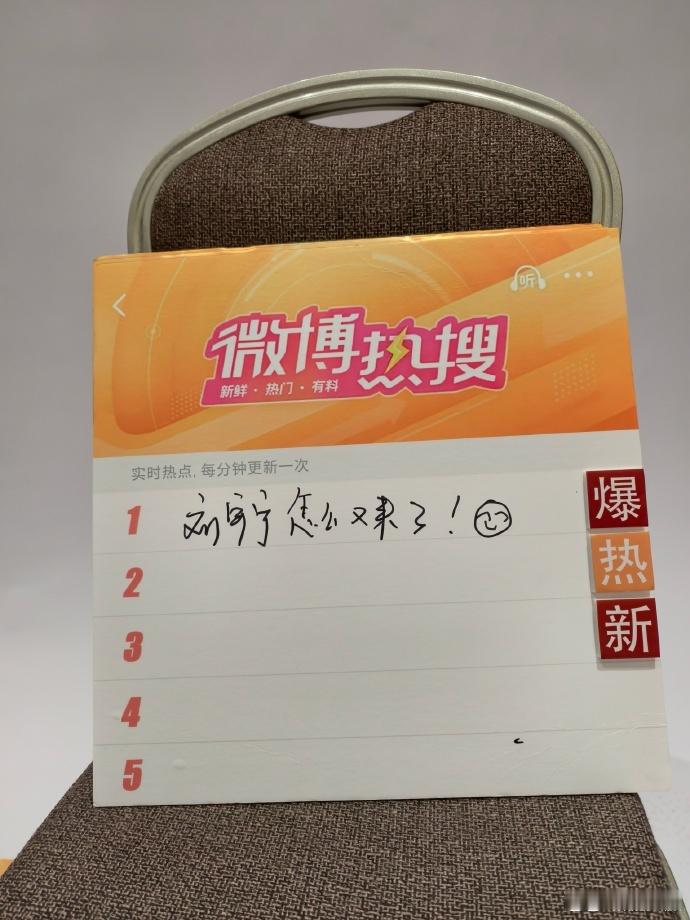 听
微博热搜
新鲜·热门·有料
实时热点,每分钟更新一次
1 刘宇宁怎么又来了! 爆
2 热
3 新
4
5